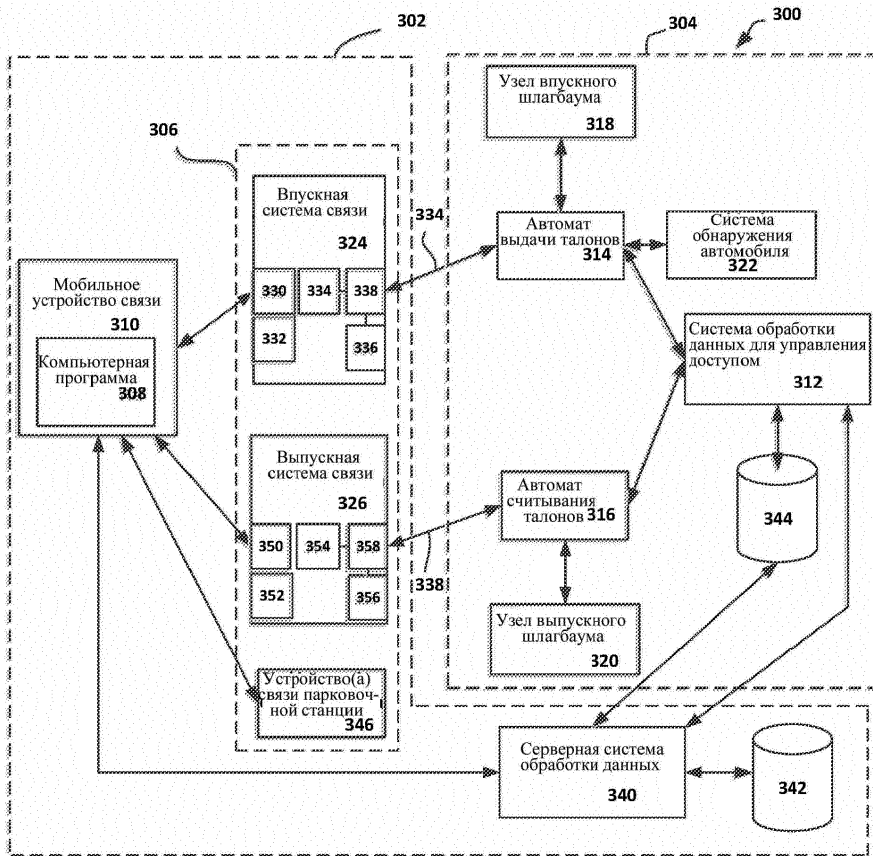 302
304
300
306
Узел впускного
шлагбаума
318
Впускная
система связи
324
330
334
338
332
336
334
Автомат
выдачи талонов
314
Система
обнаружения
автомобиля
322
Мобильное
устройство связи
310
Компьютерная
программа
308
Система обработки
данных для управления
доступом
312
Выпускная
система связи
326
350
354
358
352
356
338
Автомат
считывания
талонов
316
344
Узел выпускного
шлагбаума
320
Устройство(а)
связи парковоч-
ной станции
346
Серверная система
обработки данных
340
342